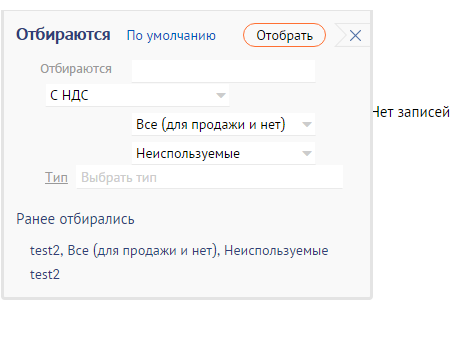 Отбираются По умолчанию Отобрать
Отбираются
С НДС
Нет записей
Все (для продажи и нет)
Неиспользуемые
Тип Выбрать тип
Ранее отбирались
test2, Все (для продажи и нет), Неиспользуемые
test2